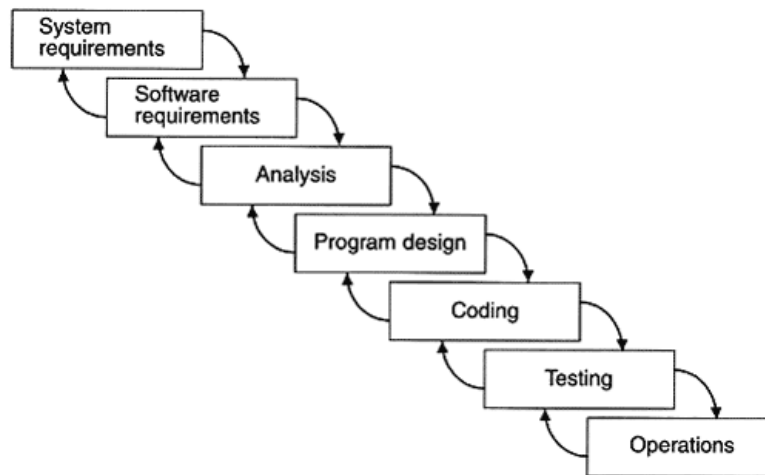 System
requirements
Software
requirements
Analysis
Program design
Coding
Testing
Operations